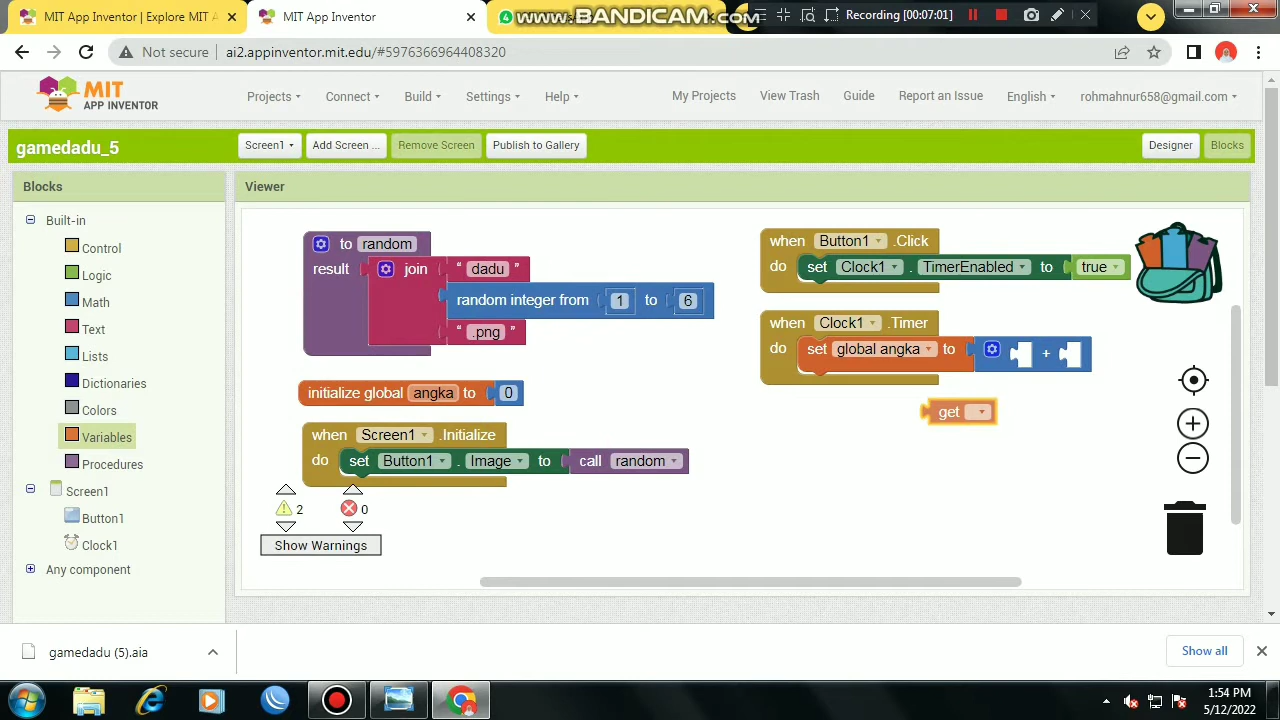 MIT App Inventor | Explore MIT A
MIT App Inventor
www.BANDICAM.com
Recording [00:07:01]
Not secure
ai2.appinventor.mit.edu/#5976366964408320
MIT
APP INVENTOR
Projects
Connect
Build
Settings
Help
My Projects
View Trash
Guide
Report an Issue
English
rohmahnur658@gmail.com
gamedadu_5
Screen1
Add Screen ...
Remove Screen
Publish to Gallery
Designer
Blocks
Blocks
Viewer
Built-in
Control
Logic
Math
Text
Lists
Dictionaries
Colors
Variables
Procedures
Screen1
Button1
Clock1
Any component
to random
result join “ dadu ”
random integer from 1 to 6
“ .png ”
initialize global angka to 0
when Screen1 .Initialize
do set Button1 . Image to call random
2 0
Show Warnings
when Button1 .Click
do set Clock1 . TimerEnabled to true
when Clock1 .Timer
do set global angka to +
get
gamedadu (5).aia
Show all
1:54 PM
5/12/2022